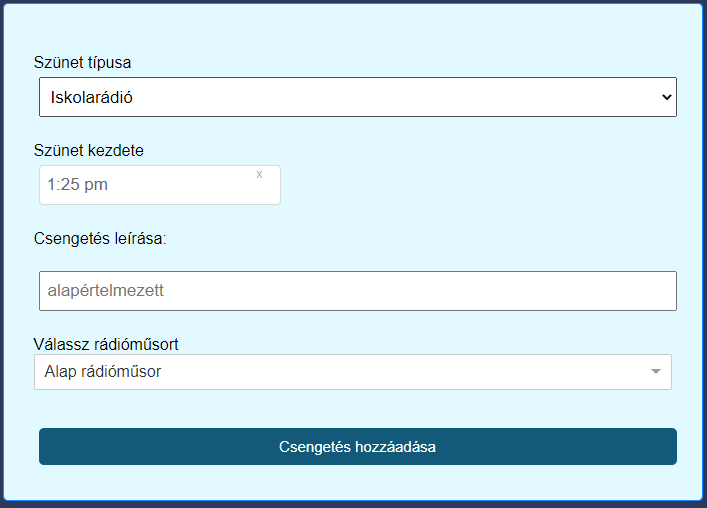 Szünet típusa
Iskolarádió
Szünet kezdete
1:25 pm
x
Csengetés leírása:
alapértelmezett
Válassz rádióműsort
Alap rádióműsor
Csengetés hozzáadása